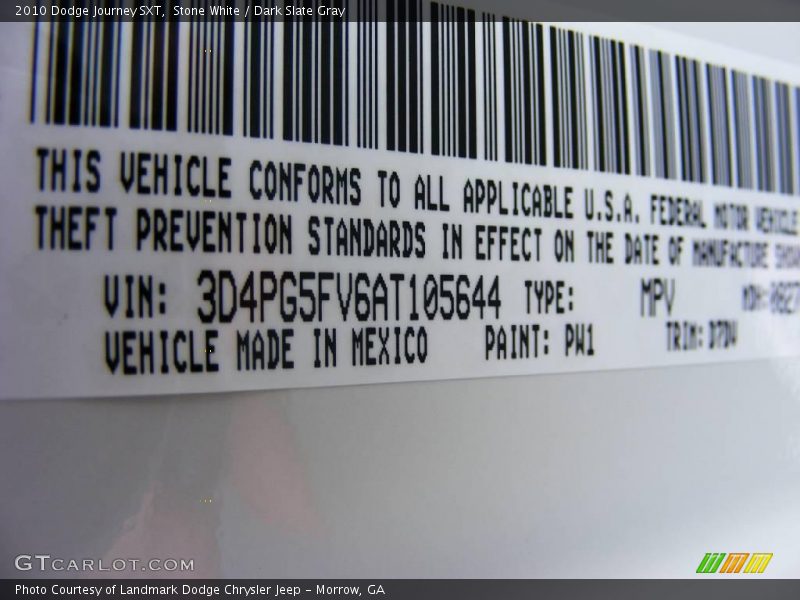 2010 Dodge Journey SXT, Stone White / Dark Slate Gray
THIS VEHICLE CONFORMS TO ALL APPLICABLE U.S.A. FEDERAL MOTOR VEHICLE
THEFT PREVENTION STANDARDS IN EFFECT ON THE DATE OF MANUFACTURE SHOWN
VIN: 3D4PG5FV6AT105644 TYPE: MPV MDH:
VEHICLE MADE IN MEXICO PAINT: PW1 TRIM: D7DV
GTCARLOT.COM
Photo Courtesy of Landmark Dodge Chrysler Jeep - Morrow, GA